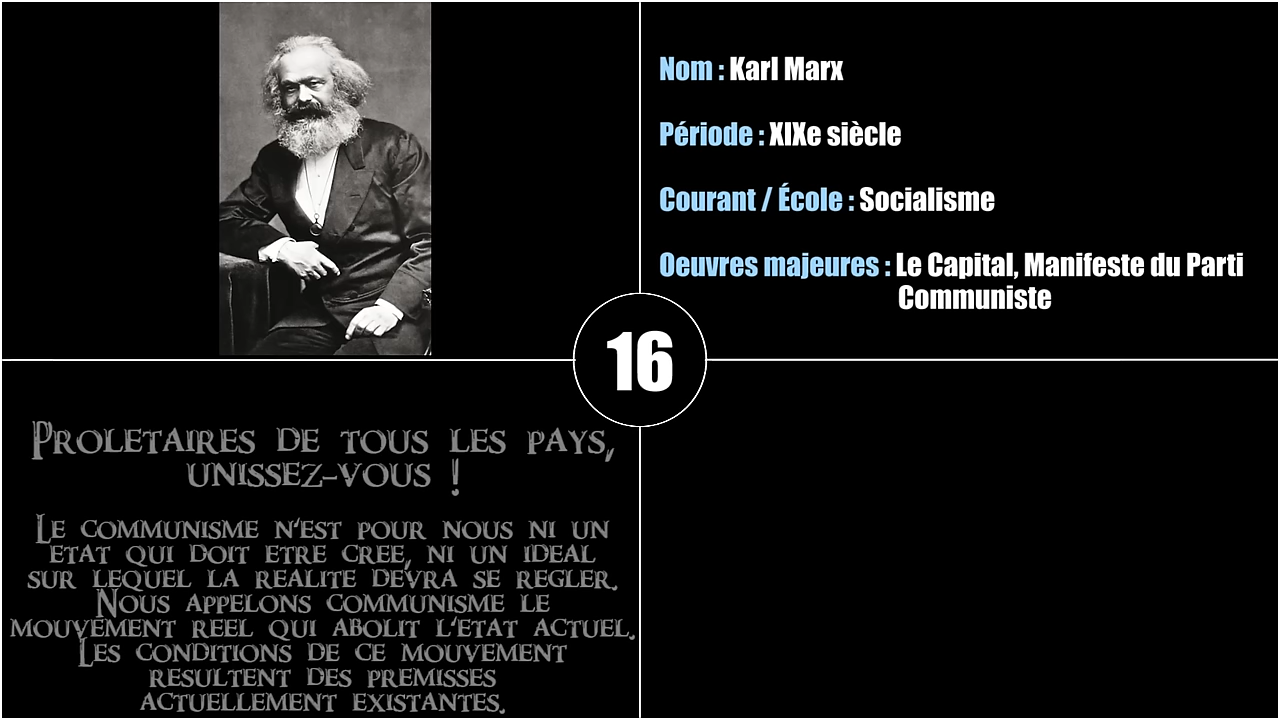 Nom : Karl Marx
Période : XIXe siècle
Courant / École : Socialisme
Oeuvres majeures : Le Capital, Manifeste du Parti
Communiste
16
PROLETAIRES DE TOUS LES PAYS,
UNISSEZ-VOUS !
LE COMMUNISME N'EST POUR NOUS NI UN
ETAT QUI DOIT ETRE CREE, NI UN IDEAL
SUR LEQUEL LA REALITE DEVRA SE REGLER.
NOUS APPELONS COMMUNISME LE
MOUVEMENT REEL QUI ABOLIT L'ETAT ACTUEL.
LES CONDITIONS DE CE MOUVEMENT
RESULTENT DES PREMISSES
ACTUELLEMENT EXISTANTES.